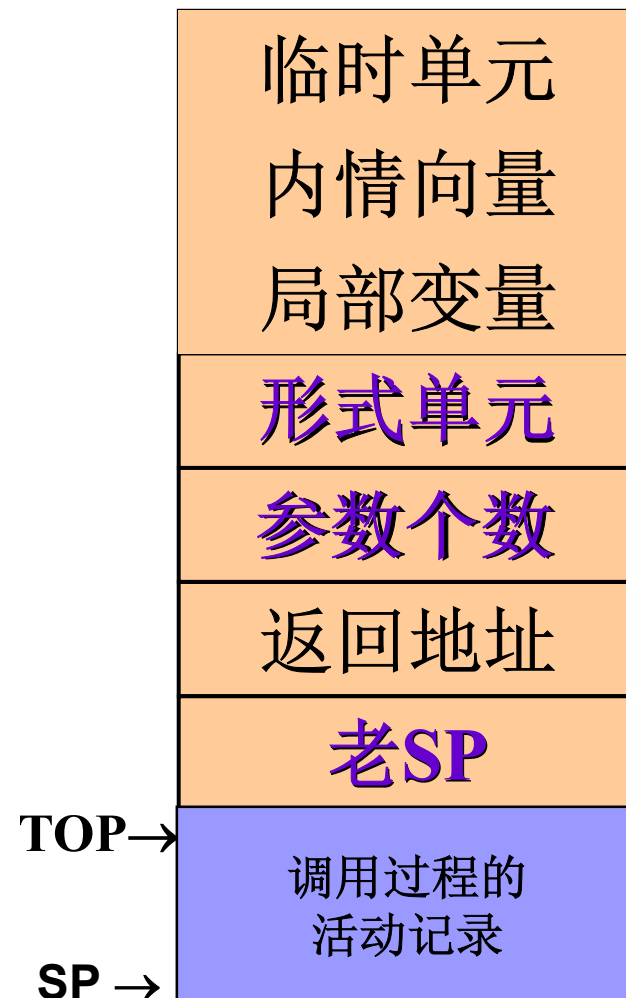 临时单元
内情向量
局部变量
形式单元
参数个数
返回地址
老SP
TOP→
调用过程的
活动记录
SP →